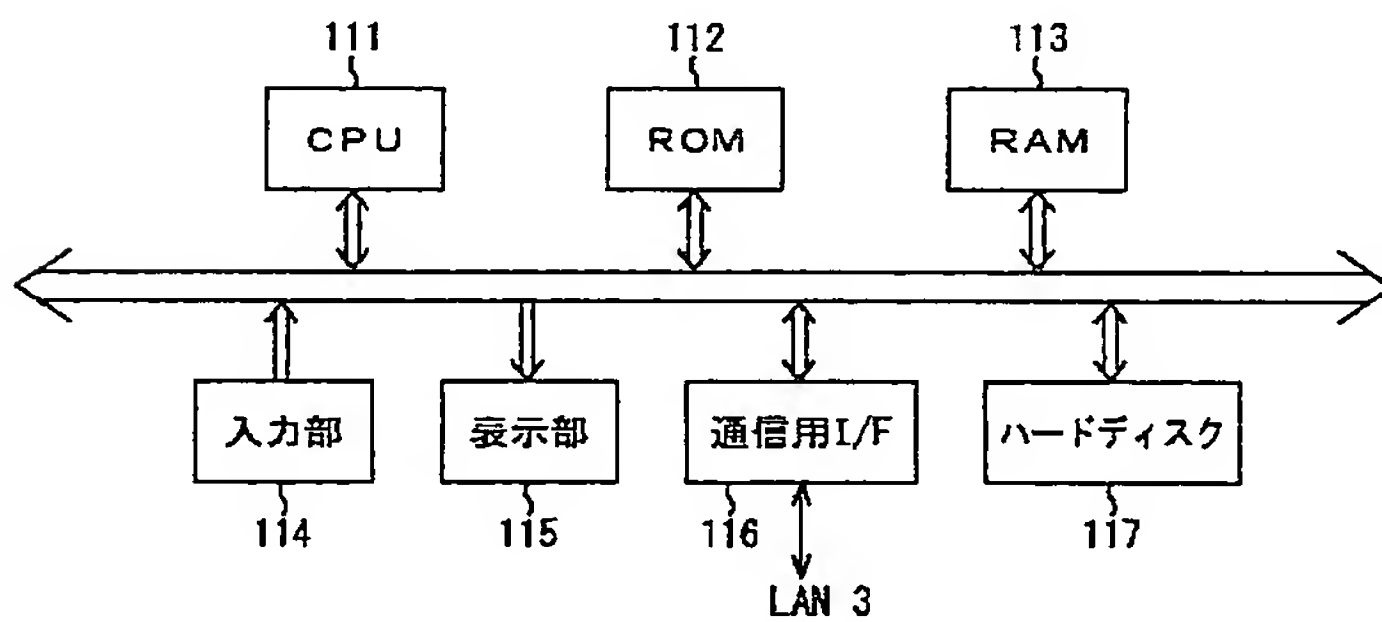 111
112
113
CPU
ROM
RAM
入力部
表示部
通信用I/F
ハードディスク
114
115
116
117
LAN 3